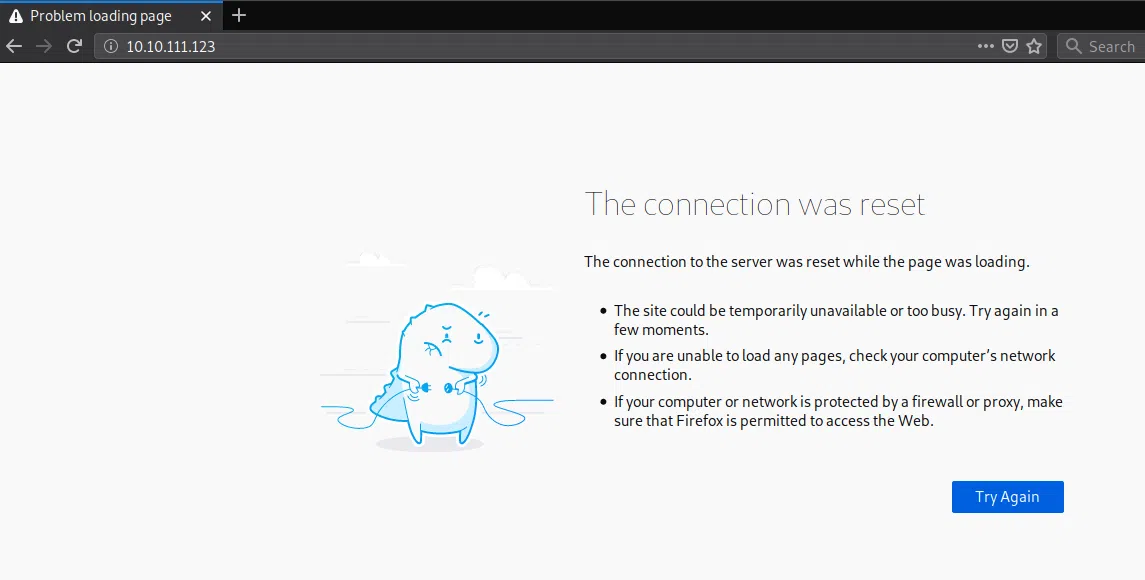 Problem loading page
10.10.111.123
Search
The connection was reset
The connection to the server was reset while the page was loading.
The site could be temporarily unavailable or too busy. Try again in a
few moments.
If you are unable to load any pages, check your computer’s network
connection.
If your computer or network is protected by a firewall or proxy, make
sure that Firefox is permitted to access the Web.
Try Again